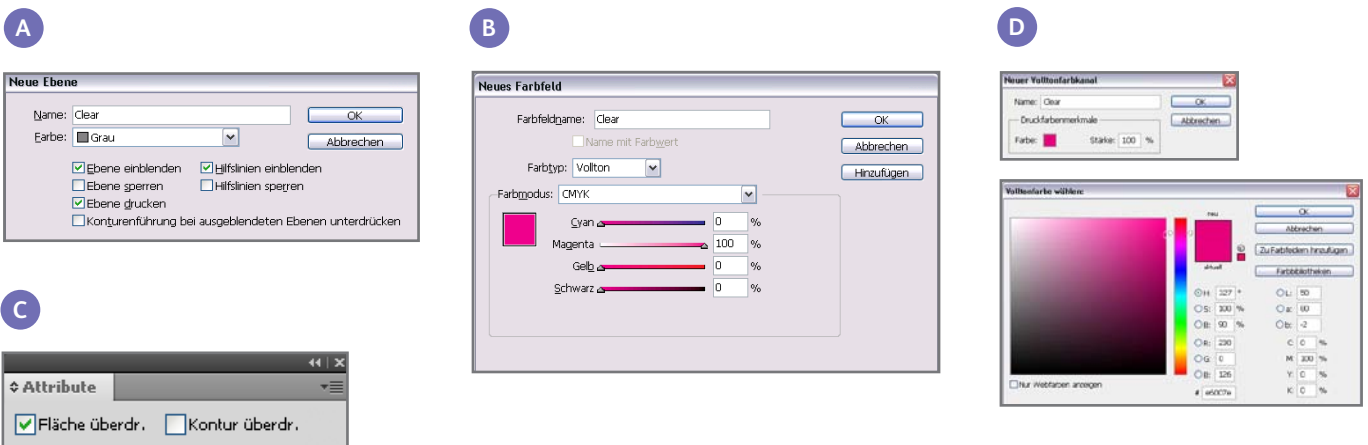 A
Neue Ebene
Name: Clear
Farbe: Grau
OK
Abbrechen
Ebene einblenden Hilfslinien einblenden
Ebene sperren Hilfslinien sperren
Ebene drucken
Konturenführung bei ausgeblendeten Ebenen unterdrücken
B
Neues Farbfeld
Farbfeldname: Clear
Name mit Farbwert
Farbtyp: Vollton
Farbmodus: CMYK
Cyan 0 %
Magenta 100 %
Gelb 0 %
Schwarz 0 %
OK
Abbrechen
Hinzufügen
C
Attribute
Fläche überdr. Kontur überdr.
D
Neuer Volltonfarbkanal
Name: Clear
Druckfarbenmerkmale
Farbe: Stärke: 100 %
OK
Abbrechen
Volltonfarbe wählen:
neu
aktuell
OK
Abbrechen
Zu Farbfeldern hinzufügen
Farbbibliotheken
H: 327 ° L: 50
S: 100 % a: 80
B: 90 % b: -2
R: 230 C 0 %
G: 0 M 100 %
B: 126 Y: 0 %
# e6007e K: 0 %
Nur Webfarben anzeigen